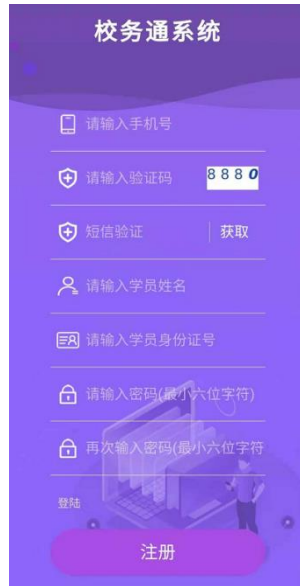 校务通系统
请输入手机号
请输入验证码 8880
短信验证 获取
请输入学员姓名
请输入学员身份证号
请输入密码(最小六位字符)
再次输入密码(最小六位字符
登陆
注册